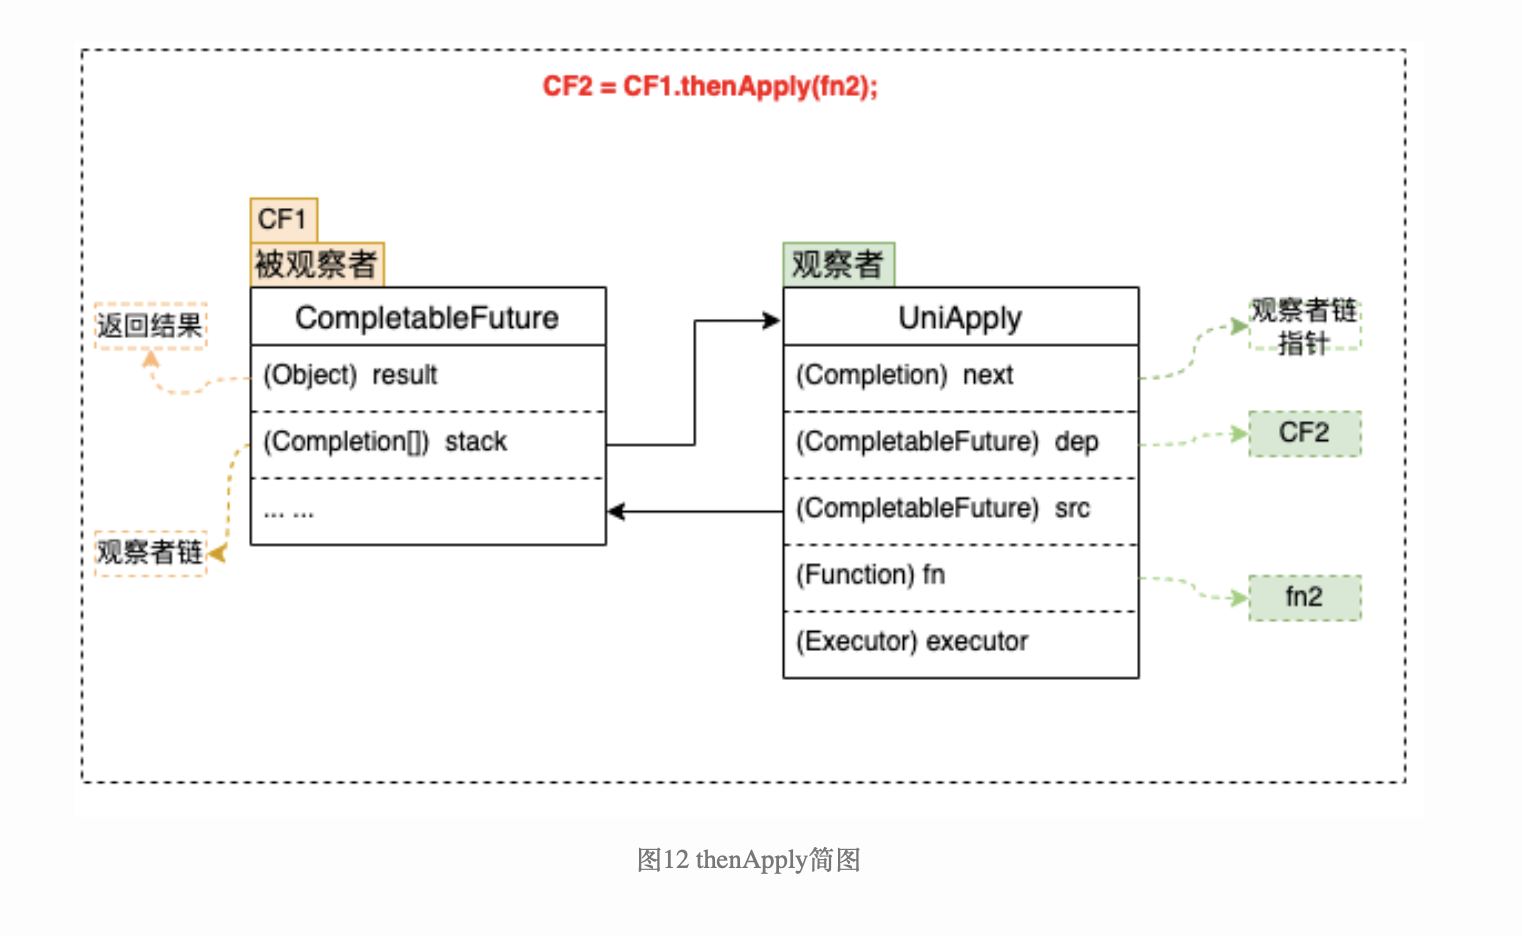 CF2 = CF1.thenApply(fn2);
CF1
被观察者
观察者
返回结果
CompletableFuture
UniApply
观察者链
指针
(Object) result
(Completion) next
(Completion[]) stack
(CompletableFuture) dep
CF2
... ...
(CompletableFuture) src
观察者链
(Function) fn
fn2
(Executor) executor
图12 thenApply简图